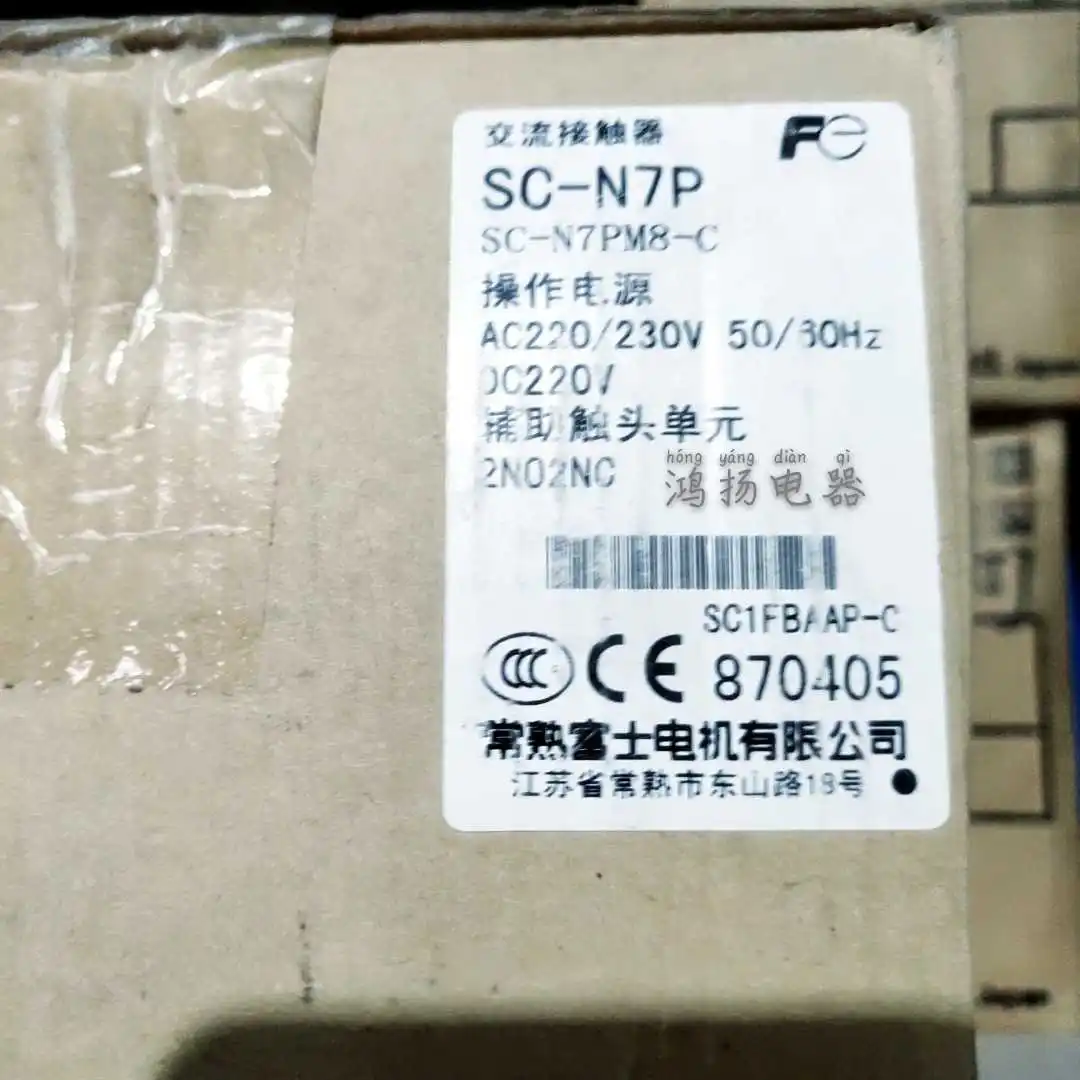 交流接触器
Fe
SC-N7P
SC-N7PM8-C
操作电源
AC220/230V 50/60Hz
DC220V
辅助触头单元
2NO2NC
hóng yáng diàn qì
鸿扬电器
SC1FBAAP-C
CCC CE 870405
常熟富士电机有限公司
江苏省常熟市东山路18号
Japan